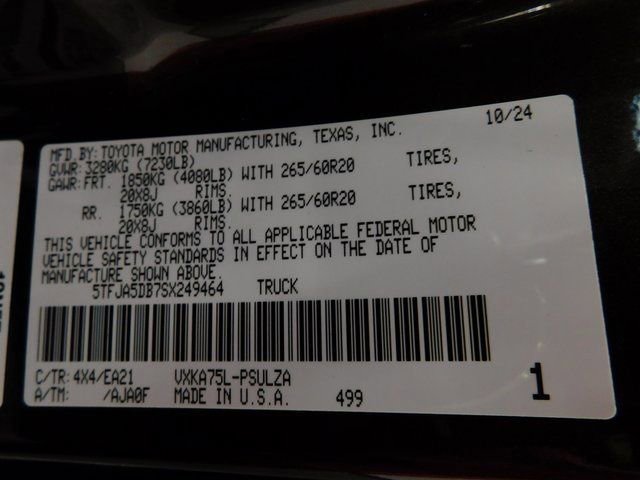 MFD.BY: TOYOTA MOTOR MANUFACTURING, TEXAS, INC. 10/24
GVWR: 3280KG (7230LB)
GAWR: FRT. 1850KG (4080LB) WITH 265/60R20 TIRES,
20X8J RIMS.
RR. 1750KG (3860LB) WITH 265/60R20 TIRES,
20X8J RIMS.
THIS VEHICLE CONFORMS TO ALL APPLICABLE FEDERAL MOTOR
VEHICLE SAFETY STANDARDS IN EFFECT ON THE DATE OF
MANUFACTURE SHOWN ABOVE.
5TFJA5DB7SX249464 TRUCK
C/TR: 4X4/EA21 VXKA75L-PSULZA
A/TM: /AJA0F MADE IN U.S.A. 499 1